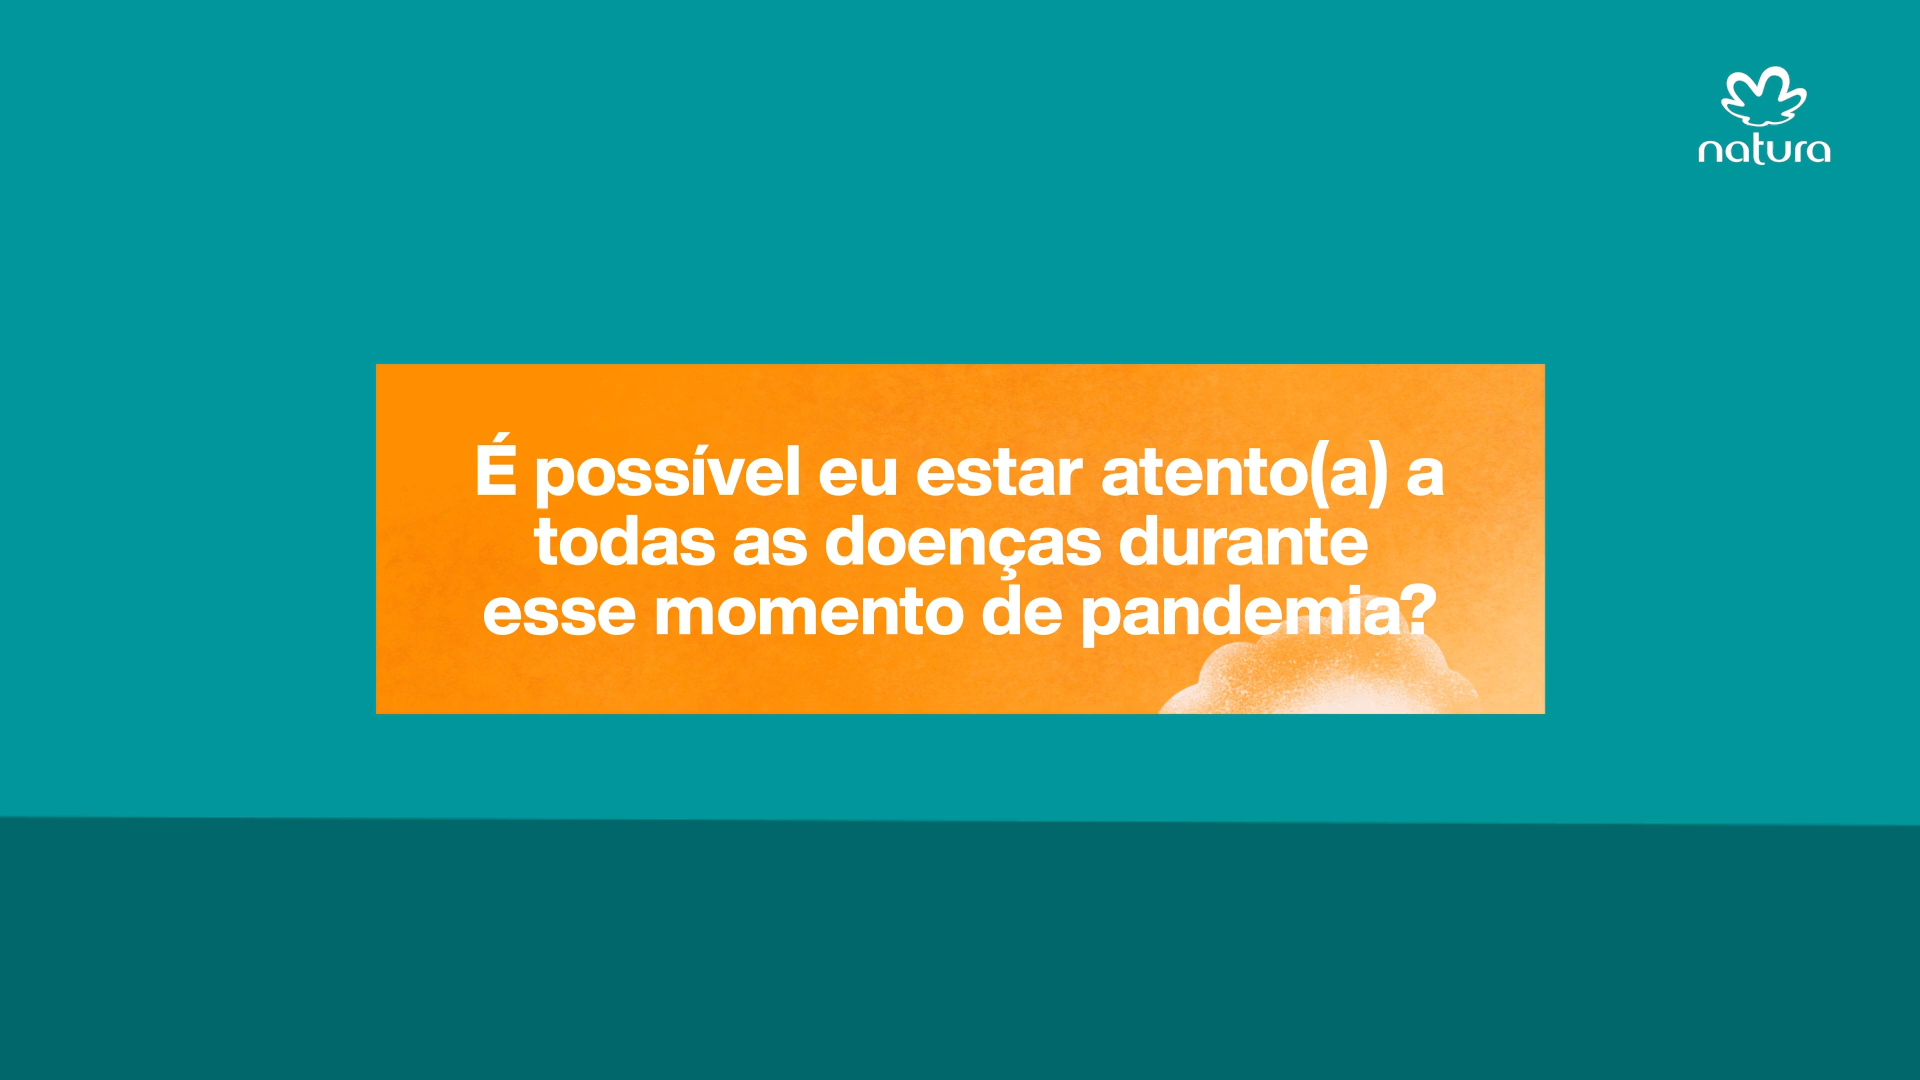 natura
É possível eu estar atento(a) a
todas as doenças durante
esse momento de pandemia?